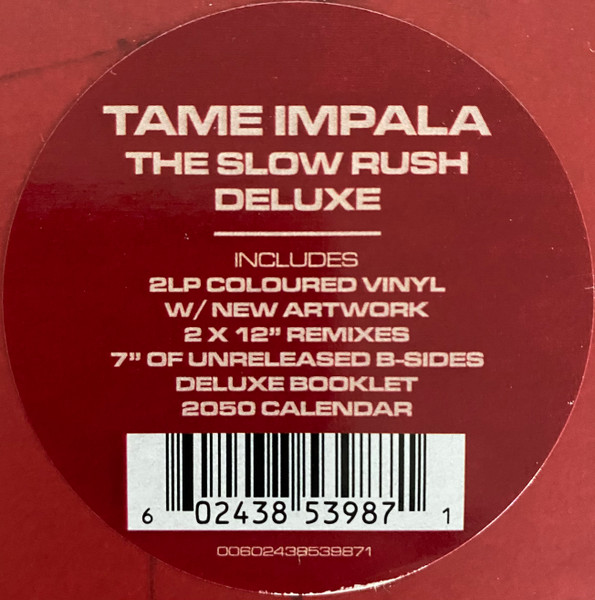 TAME IMPALA
THE SLOW RUSH
DELUXE
INCLUDES
2LP COLOURED VINYL
W/ NEW ARTWORK
2 X 12" REMIXES
7" OF UNRELEASED B-SIDES
DELUXE BOOKLET
2050 CALENDAR
6 02438 53987 1
00602438539871